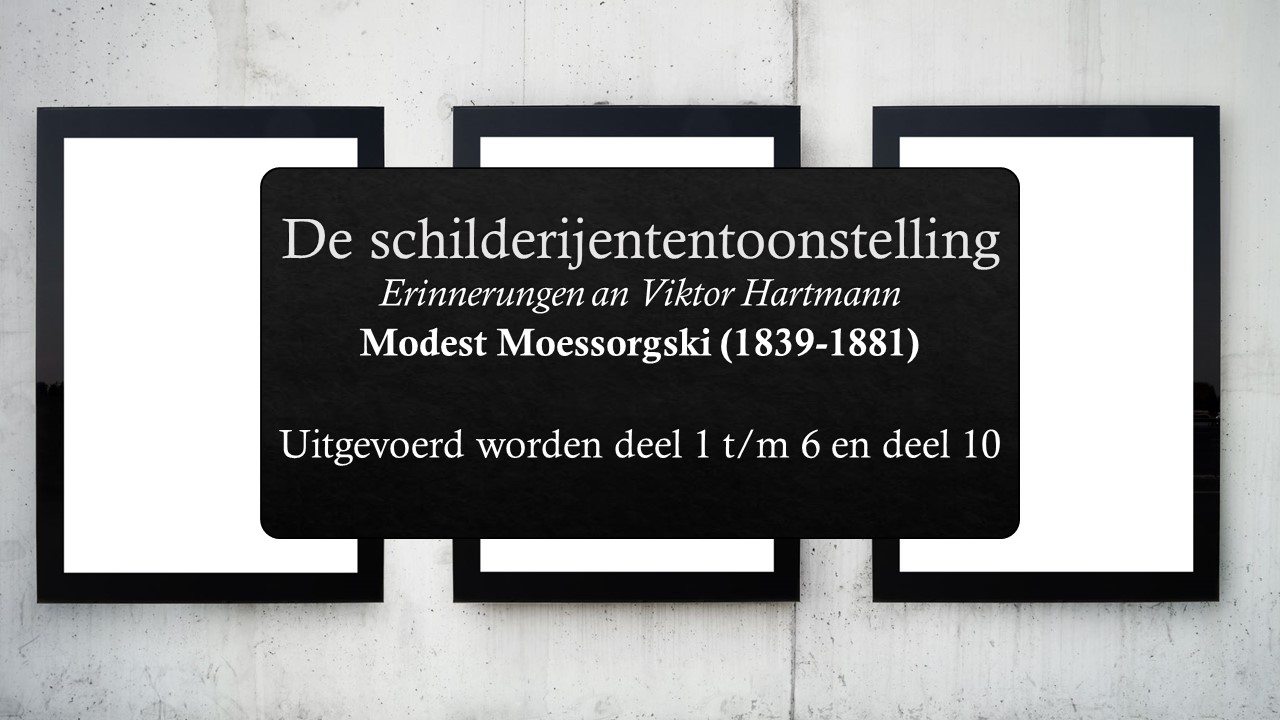 De schilderijententoonstelling
Erinnerungen an Viktor Hartmann
Modest Moessorgski (1839-1881)
Uitgevoerd worden deel 1 t/m 6 en deel 10